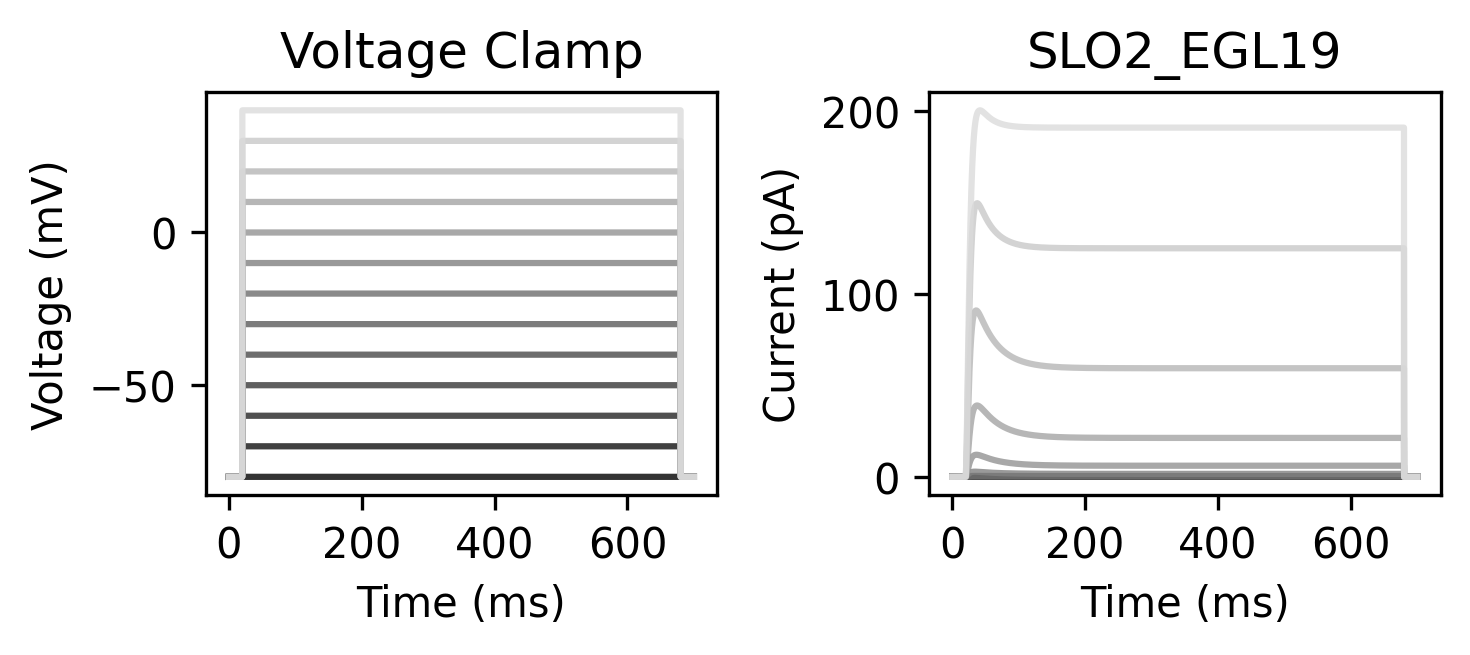 Voltage Clamp
Voltage (mV)
0
−50
0 200 400 600
Time (ms)
SLO2_EGL19
Current (pA)
200
100
0
0 200 400 600
Time (ms)